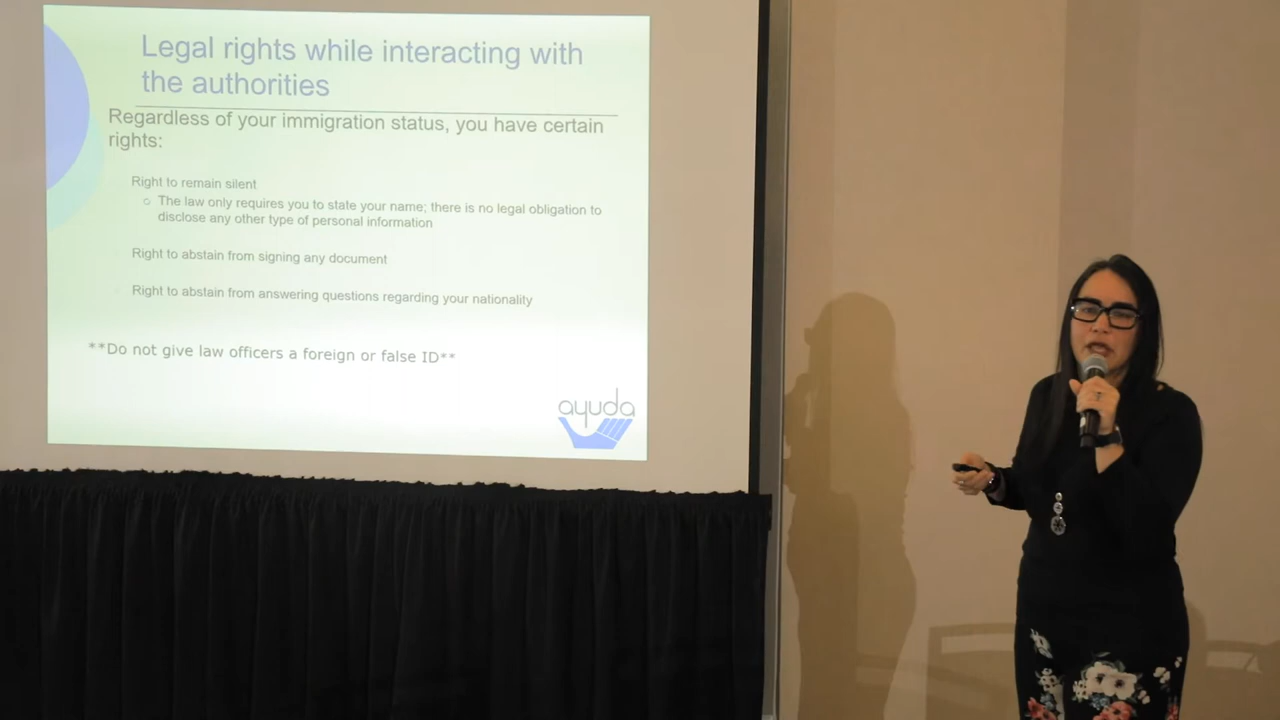 Legal rights while interacting with
the authorities
Regardless of your immigration status, you have certain
rights:
Right to remain silent
○ The law only requires you to state your name; there is no legal obligation to
disclose any other type of personal information
Right to abstain from signing any document
Right to abstain from answering questions regarding your nationality
**Do not give law officers a foreign or false ID**
ayuda